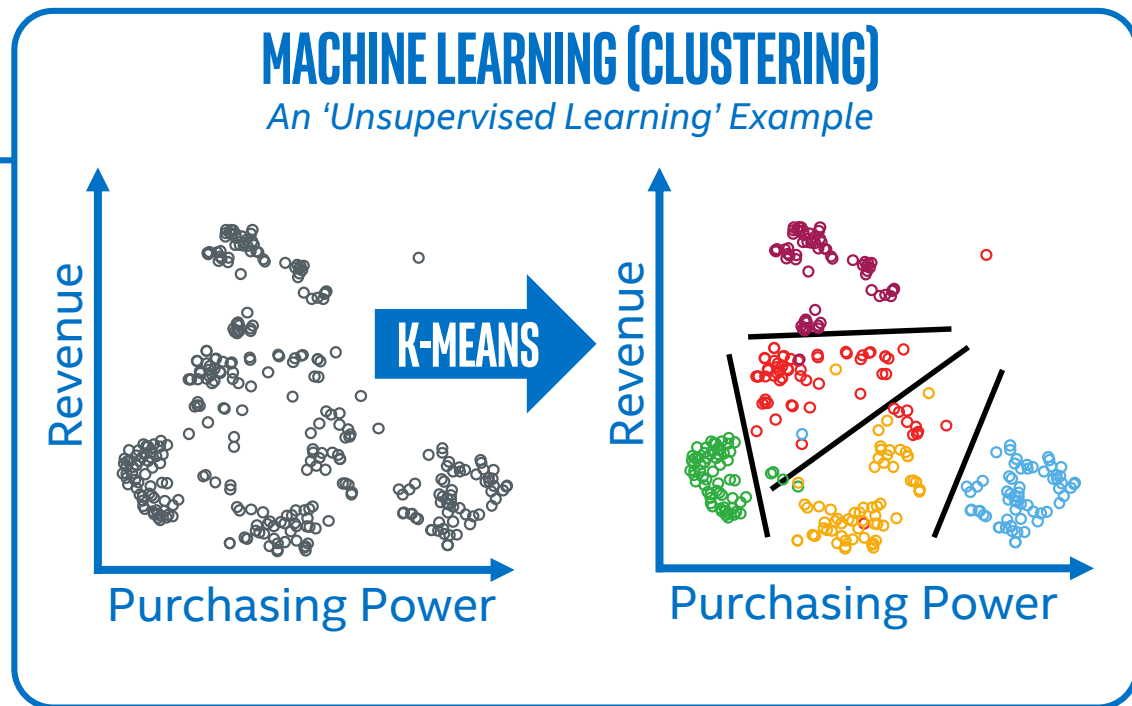 MACHINE LEARNING (CLUSTERING)
An ‘Unsupervised Learning’ Example
Revenue
Purchasing Power
K-MEANS
Revenue
Purchasing Power